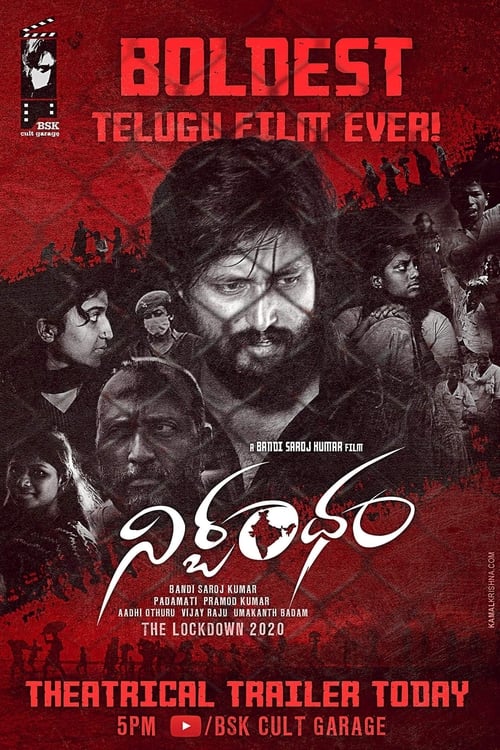 BSK
cult garage
BOLDEST
TELUGU FILM EVER!
A BANDI SAROJ KUMAR FILM
నిర్బంధం
BANDI SAROJ KUMAR
PADAMATI PRAMOD KUMAR
AADHI OTHURU VIJAY RAJU UMAKANTH BADAM
THE LOCKDOWN 2020
KAMALKRISHNA.COM
THEATRICAL TRAILER TODAY
5PM /BSK CULT GARAGE